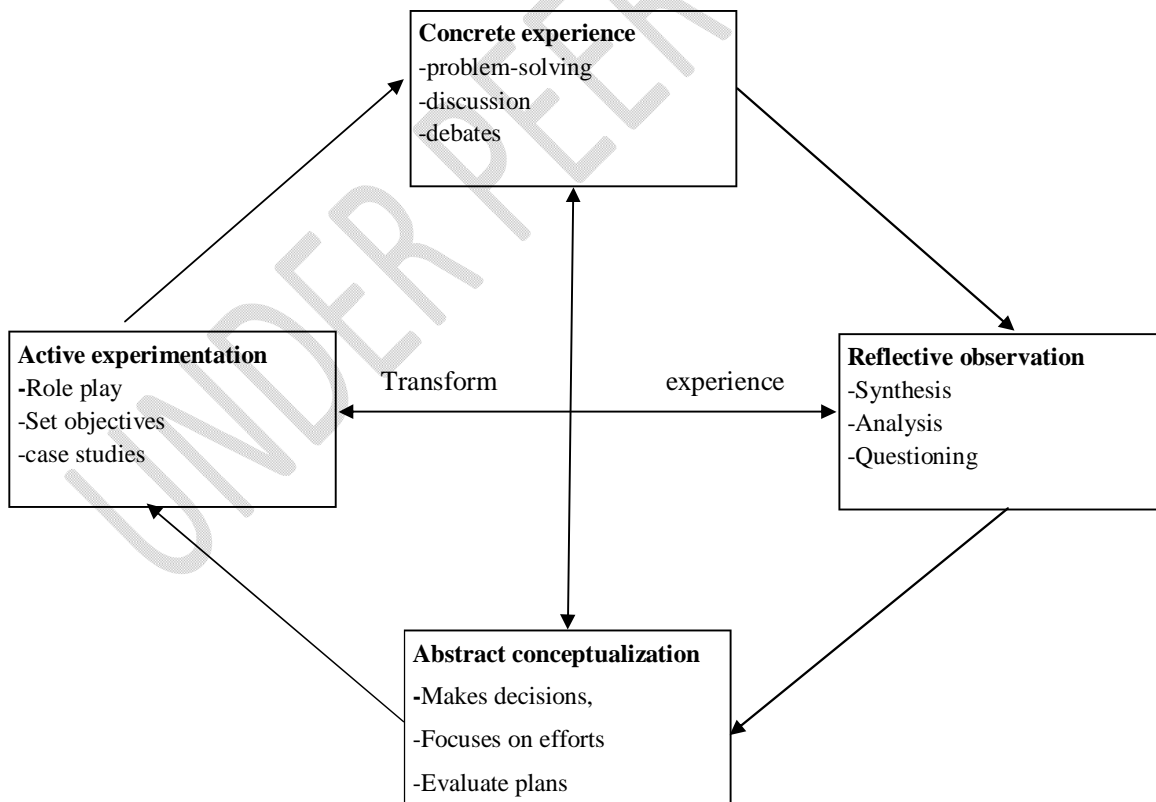 Concrete experience
-problem-solving
-discussion
-debates
Active experimentation
-Role play
-Set objectives
-case studies
Transform experience
Reflective observation
-Synthesis
-Analysis
-Questioning
Abstract conceptualization
-Makes decisions,
-Focuses on efforts
-Evaluate plans
UNDER PEER